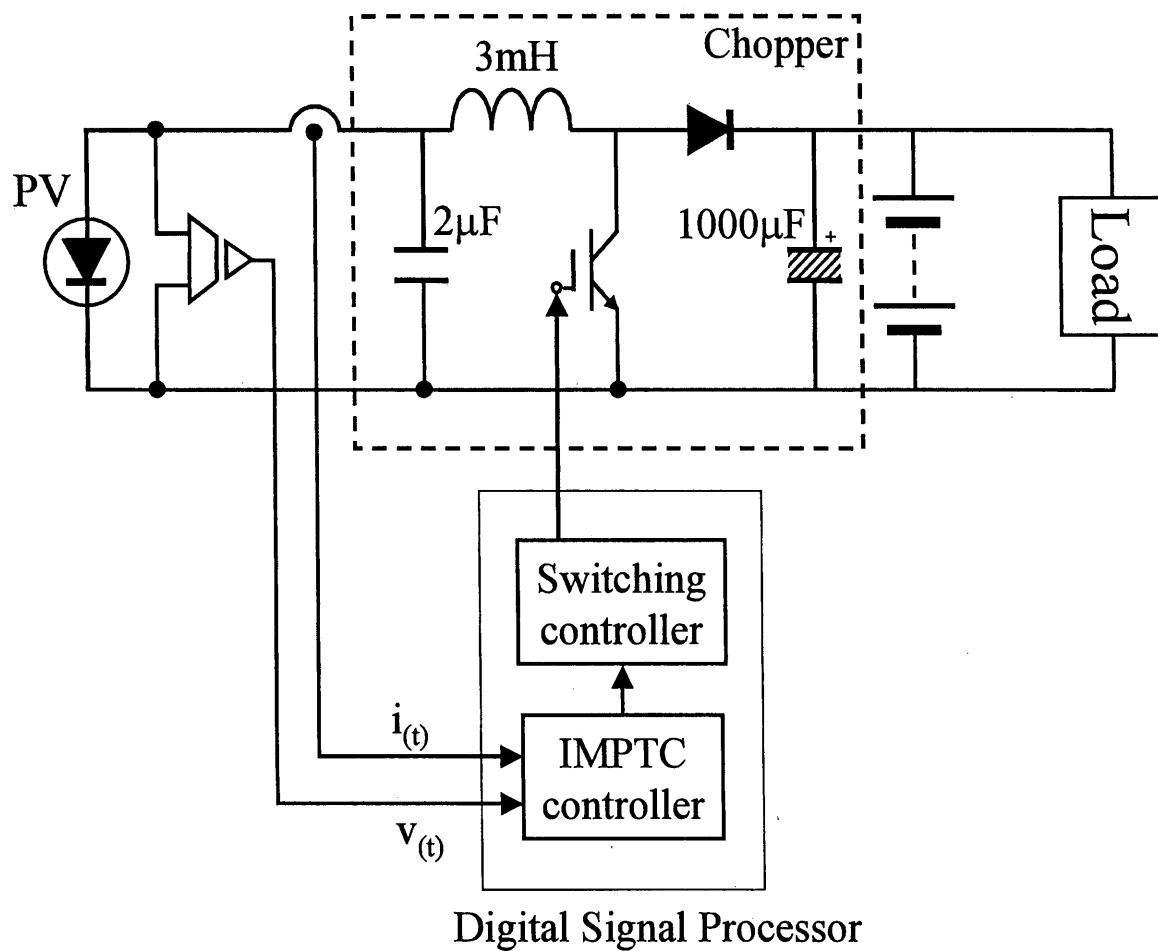 Chopper
3mH
PV
2μF
1000μF
+
Load
Switching
controller
i(t)
IMPTC
controller
v(t)
Digital Signal Processor